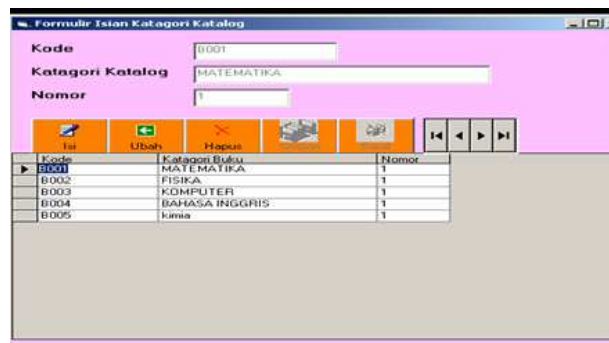 Formulir Isian Katagori Katalog
Kode B001
Katagori Katalog MATEMATIKA
Nomor 1
Isi Ubah Hapus
Kode Katagori Buku Nomor
B001 MATEMATIKA 1
B002 FISIKA 1
B003 KOMPUTER 1
B004 BAHASA INGGRIS 1
B005 kimia 1